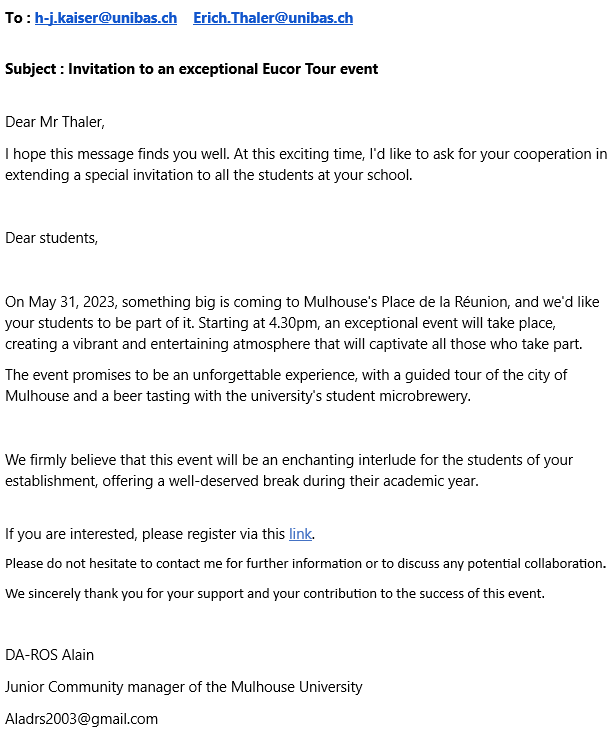 To : h-j.kaiser@unibas.ch Erich.Thaler@unibas.ch
Subject : Invitation to an exceptional Eucor Tour event
Dear Mr Thaler,
I hope this message finds you well. At this exciting time, I'd like to ask for your cooperation in
extending a special invitation to all the students at your school.
Dear students,
On May 31, 2023, something big is coming to Mulhouse's Place de la Réunion, and we'd like
your students to be part of it. Starting at 4.30pm, an exceptional event will take place,
creating a vibrant and entertaining atmosphere that will captivate all those who take part.
The event promises to be an unforgettable experience, with a guided tour of the city of
Mulhouse and a beer tasting with the university's student microbrewery.
We firmly believe that this event will be an enchanting interlude for the students of your
establishment, offering a well-deserved break during their academic year.
If you are interested, please register via this link.
Please do not hesitate to contact me for further information or to discuss any potential collaboration.
We sincerely thank you for your support and your contribution to the success of this event.
DA-ROS Alain
Junior Community manager of the Mulhouse University
Aladrs2003@gmail.com